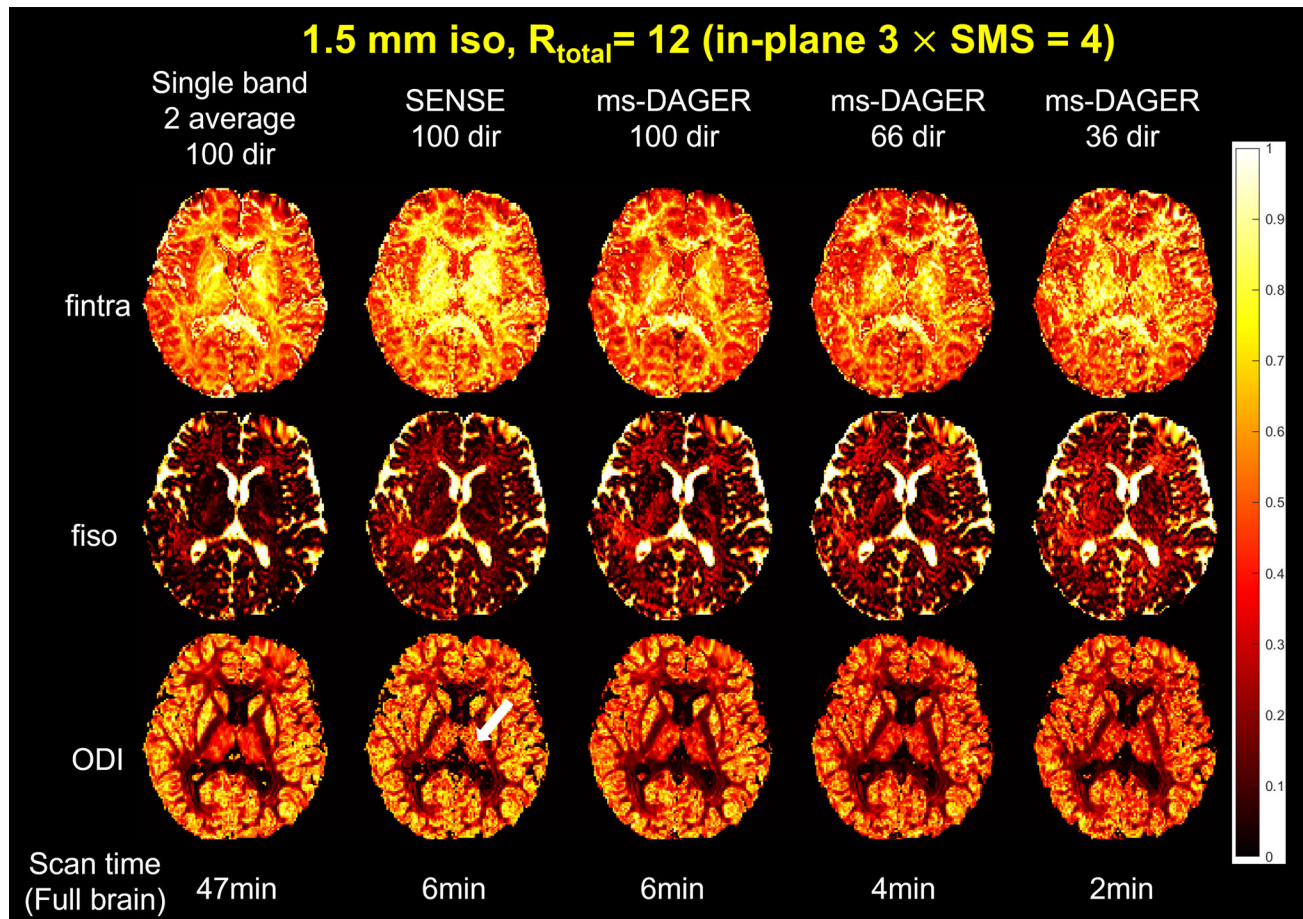 1.5 mm iso, Rtotal= 12 (in-plane 3 × SMS = 4)
Single band
2 average
100 dir
SENSE
100 dir
ms-DAGER
100 dir
ms-DAGER
66 dir
ms-DAGER
36 dir
fintra
fiso
ODI
1
0.9
0.8
0.7
0.6
0.5
0.4
0.3
0.2
0.1
0
Scan time
(Full brain)
47min
6min
6min
4min
2min